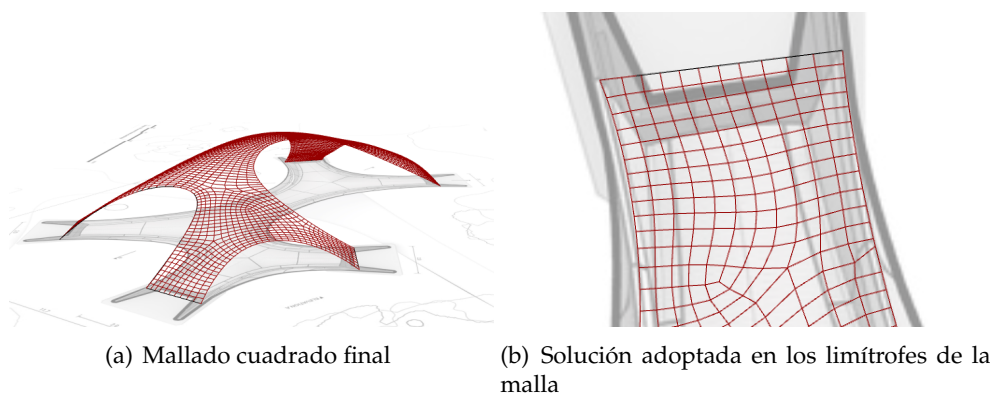 (a) Mallado cuadrado final
(b) Solución adoptada en los limítrofes de la
malla